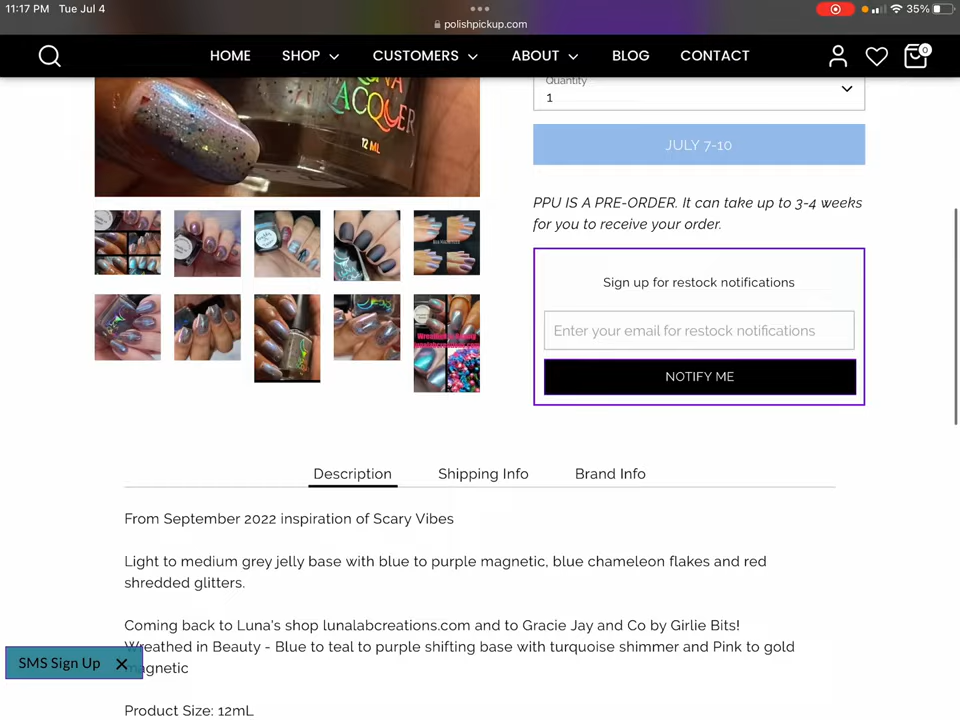 11:17 PM Tue Jul 4
35%
polishpickup.com
HOME SHOP CUSTOMERS ABOUT BLOG CONTACT
0
Quantity
1
ACQUER
12 ML
JULY 7-10
PPU IS A PRE-ORDER. It can take up to 3-4 weeks
for you to receive your order.
Sign up for restock notifications
Enter your email for restock notifications
NOTIFY ME
Description Shipping Info Brand Info
From September 2022 inspiration of Scary Vibes
Light to medium grey jelly base with blue to purple magnetic, blue chameleon flakes and red
shredded glitters.
Coming back to Luna's shop lunalabcreations.com and to Gracie Jay and Co by Girlie Bits!
Wreathed in Beauty - Blue to teal to purple shifting base with turquoise shimmer and Pink to gold
magnetic
SMS Sign Up
Product Size: 12mL